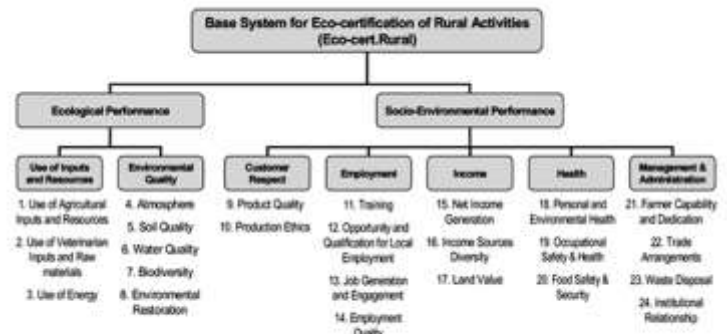 Base System for Eco-certification of Rural Activities
(Eco-cert.Rural)
Ecological Performance
Socio-Environmental Performance
Use of Inputs
and Resources
Environmental
Quality
Customer
Respect
Employment
Income
Health
Management &
Administration
1. Use of Agricultural
Inputs and Resources
2. Use of Veterinarian
Inputs and Raw
materials
3. Use of Energy
4. Atmosphere
5. Soil Quality
6. Water Quality
7. Biodiversity
8. Environmental
Restoration
9. Product Quality
10. Production Ethics
11. Training
12. Opportunity and
Qualification for Local
Employment
13. Job Generation
and Engagement
14. Employment
Quality
15. Net Income
Generation
16. Income Sources
Diversity
17. Land Value
18. Personal and
Environmental Health
19. Occupational
Safety & Health
20. Food Safety &
Security
21. Farmer Capability
and Dedication
22. Trade
Arrangements
23. Waste Disposal
24. Institutional
Relationship